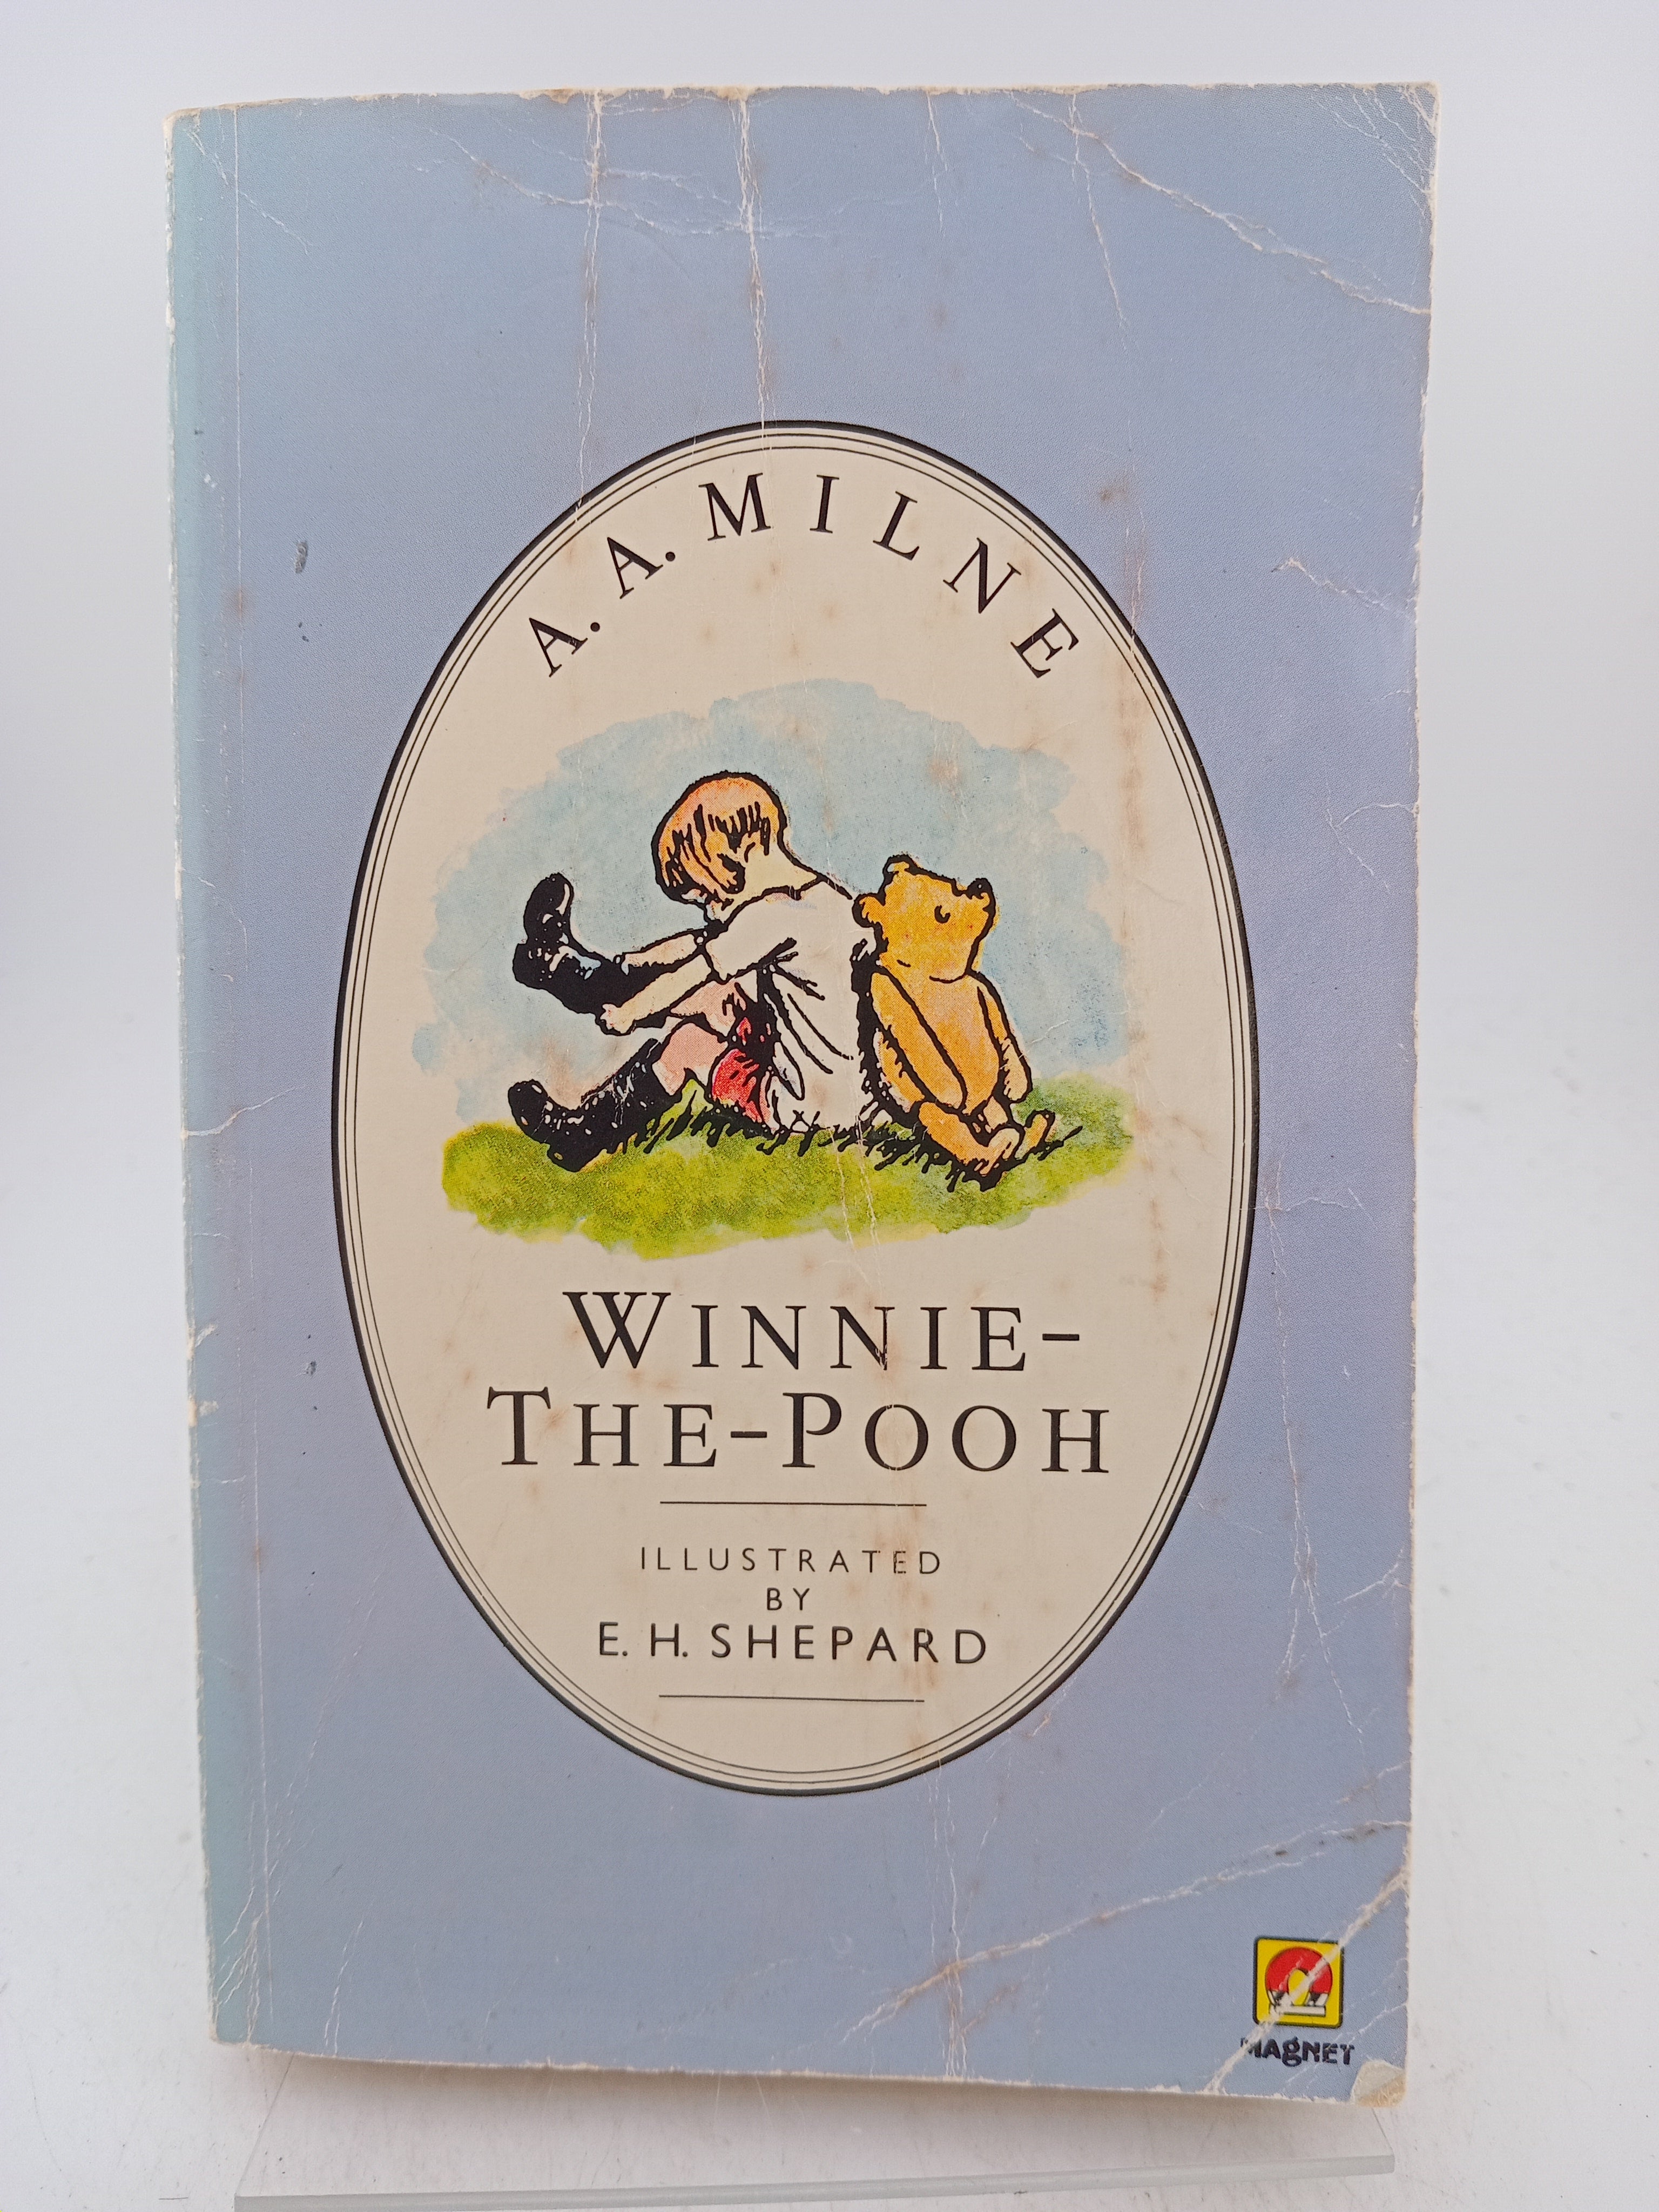 A. A. MILNE
WINNIE-
THE-POOH
ILLUSTRATED
BY
E. H. SHEPARD
MAgNET